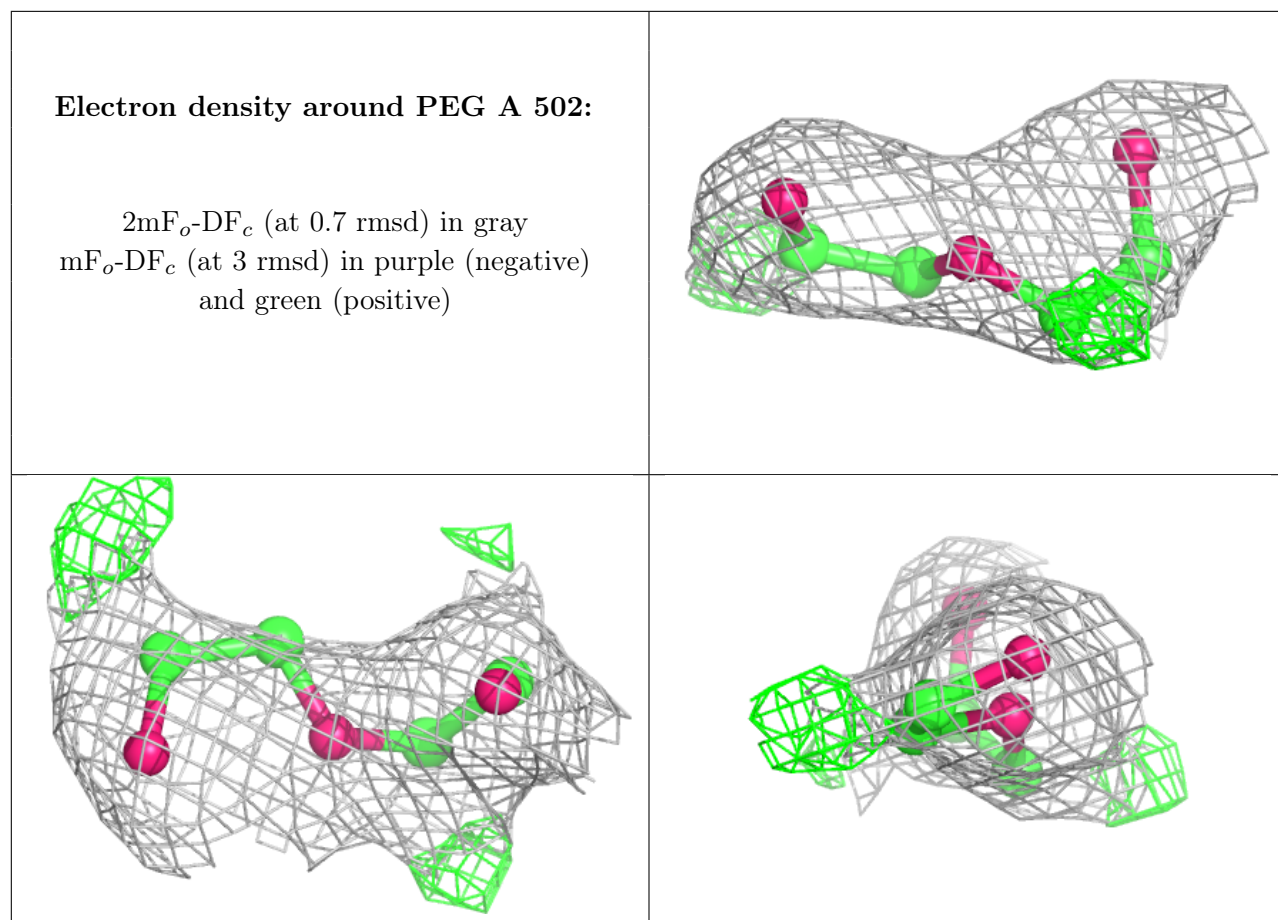 Electron density around PEG A 502:
2mFo-DFc (at 0.7 rmsd) in gray
mFo-DFc (at 3 rmsd) in purple (negative)
and green (positive)